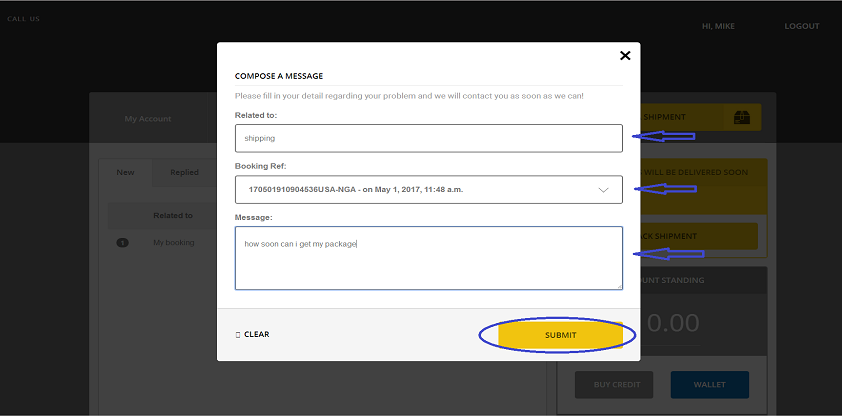 CALL US
HI, MIKE
LOGOUT
COMPOSE A MESSAGE
Please fill in your detail regarding your problem and we will contact you as soon as we can!
Related to:
shipping
Booking Ref:
170501910904536USA-NGA - on May 1, 2017, 11:48 a.m.
Message:
how soon can i get my package
CLEAR
SUBMIT
My Account
SHIPMENT
New
Replied
WILL BE DELIVERED SOON
Related to
1
My booking
SHIPMENT
STANDING
0.00
BUY CREDIT
WALLET